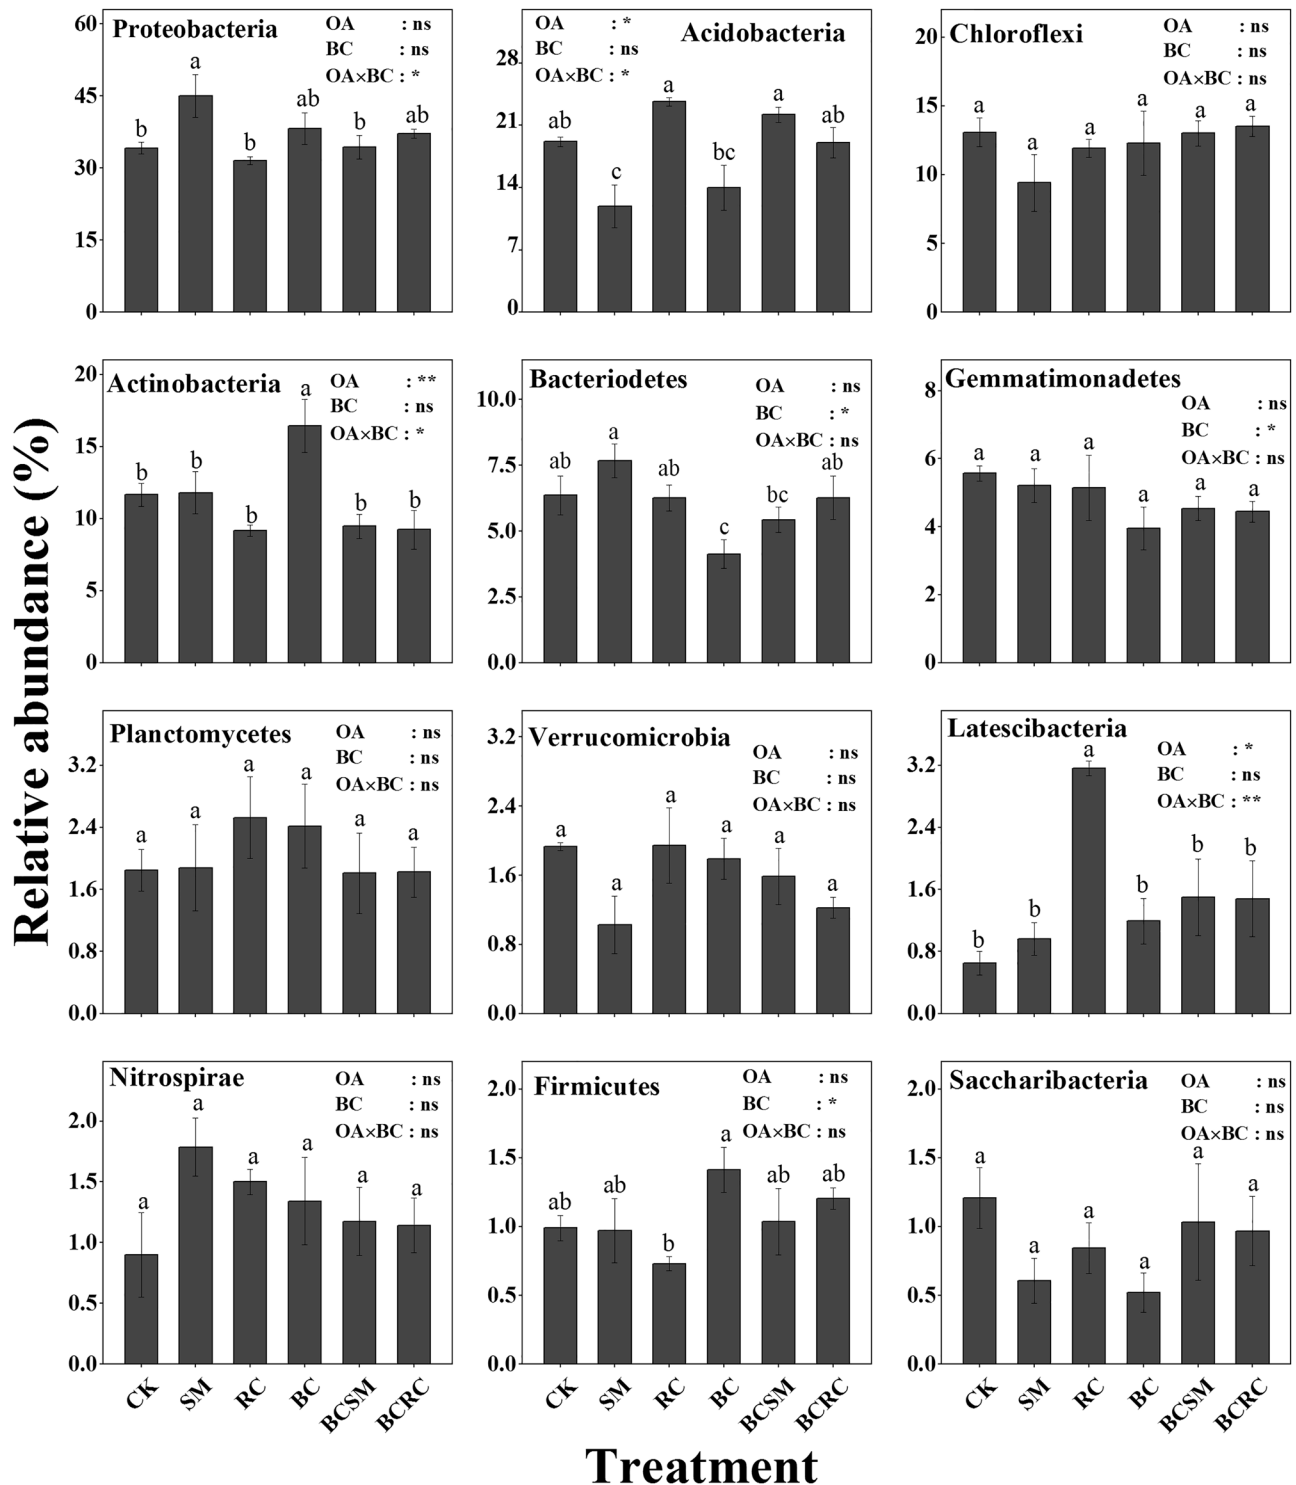 Relative abundance (%)
Proteobacteria
OA : ns
BC : ns
OA×BC : *
60
45
30
15
0
b
a
b
ab
b
ab
OA : *
BC : ns
OA×BC : *
Acidobacteria
28
21
14
7
0
ab
c
a
bc
a
ab
Chloroflexi
OA : ns
BC : ns
OA×BC : ns
20
15
10
5
0
a
a
a
a
a
a
Actinobacteria
OA : **
BC : ns
OA×BC : *
20
15
10
5
0
b
b
b
a
b
b
Bacteriodetes
OA : ns
BC : *
OA×BC : ns
10.0
7.5
5.0
2.5
0.0
ab
a
ab
c
bc
ab
Gemmatimonadetes
OA : ns
BC : *
OA×BC : ns
8
6
4
2
0
a
a
a
a
a
a
Planctomycetes
OA : ns
BC : ns
OA×BC : ns
3.2
2.4
1.6
0.8
0.0
a
a
a
a
a
a
Verrucomicrobia
OA : ns
BC : ns
OA×BC : ns
3.2
2.4
1.6
0.8
0.0
a
a
a
a
a
a
Latescibacteria
OA : *
BC : ns
OA×BC : **
3.2
2.4
1.6
0.8
0.0
b
b
a
b
b
b
Nitrospirae
OA : ns
BC : ns
OA×BC : ns
2.0
1.5
1.0
0.5
0.0
a
a
a
a
a
a
CK
SM
RC
BC
BCSM
BCRC
Firmicutes
OA : ns
BC : *
OA×BC : ns
2.0
1.5
1.0
0.5
0.0
ab
ab
b
a
ab
ab
CK
SM
RC
BC
BCSM
BCRC
Saccharibacteria
OA : ns
BC : ns
OA×BC : ns
2.0
1.5
1.0
0.5
0.0
a
a
a
a
a
a
CK
SM
RC
BC
BCSM
BCRC
Treatment